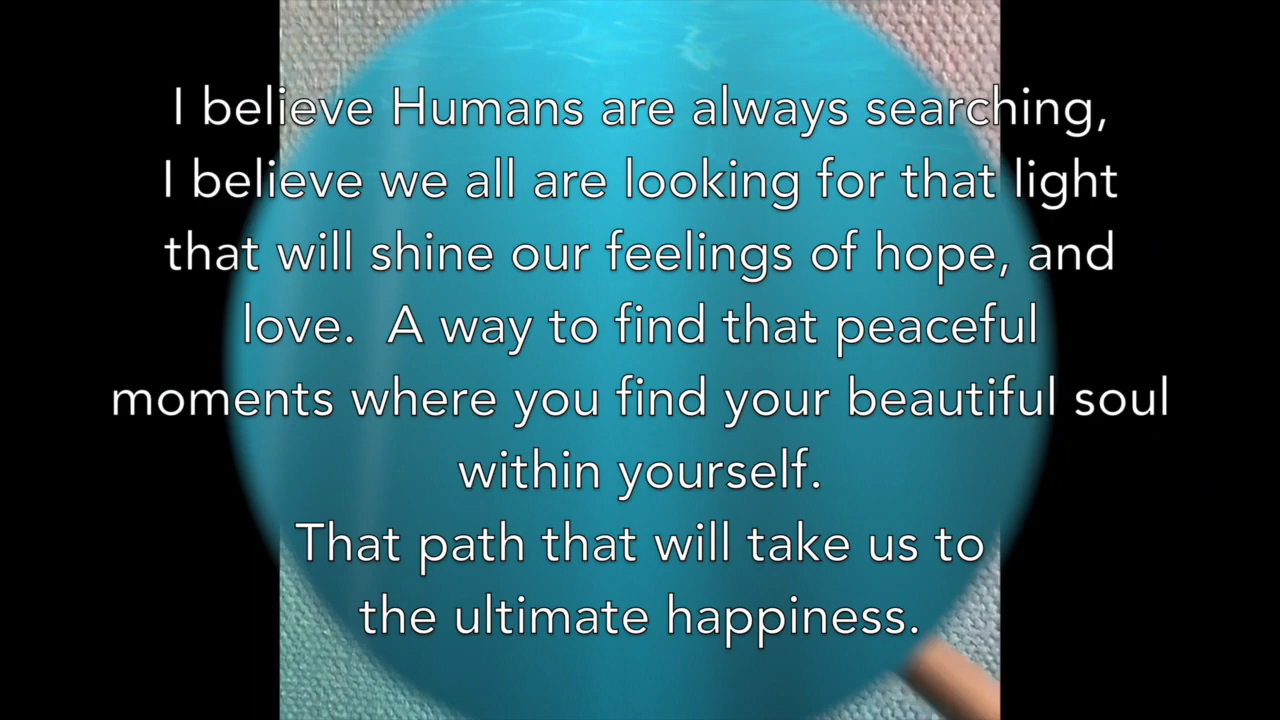 I believe Humans are always searching,
I believe we all are looking for that light
that will shine our feelings of hope, and
love.  A way to find that peaceful
moments where you find your beautiful soul
within yourself.
That path that will take us to
the ultimate happiness.